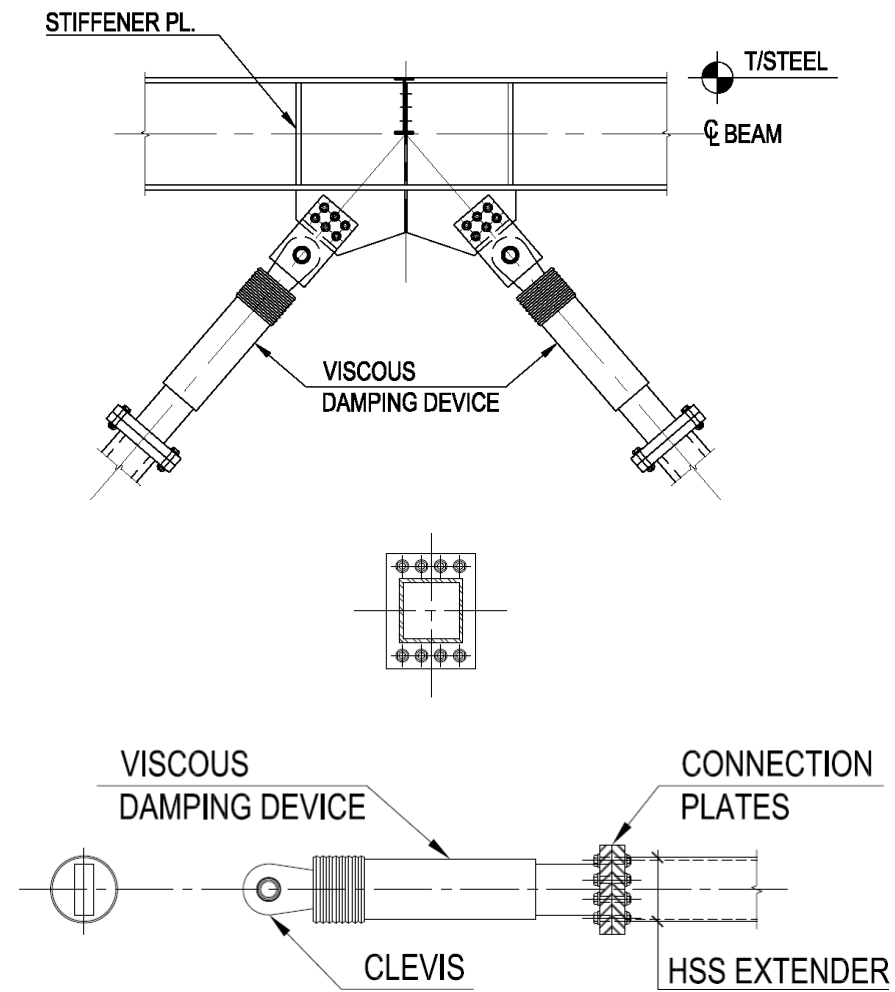 STIFFENER PL.
T/STEEL
℄ BEAM
VISCOUS
DAMPING DEVICE
VISCOUS
DAMPING DEVICE
CONNECTION
PLATES
CLEVIS
HSS EXTENDER